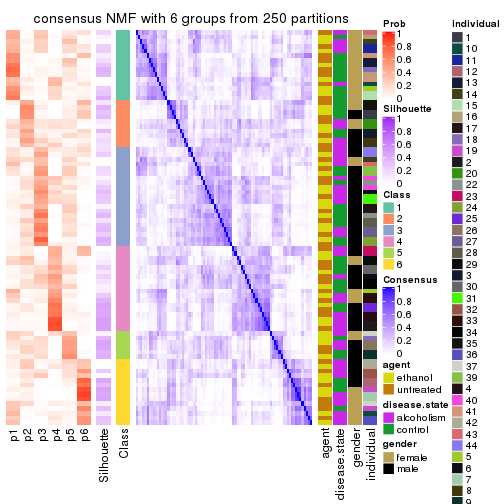 consensus NMF with 6 groups from 250 partitions
p1
p2
p3
p4
p5
p6
Silhouette
Class
agent
disease.state
gender
individual
Prob
0.8
0.6
0.4
0.2
0
Silhouette
1
0.8
0.6
0.4
0.2
0
Class
1
2
3
4
5
6
Consensus
1
0.8
0.6
0.4
0.2
0
agent
ethanol
untreated
disease.state
alcoholism
control
gender
female
male
individual
1
10
11
12
13
14
15
16
17
18
19
2
20
22
23
24
25
26
27
28
29
3
30
31
32
33
34
35
36
37
39
4
40
41
42
43
44
5
6
7
8
9